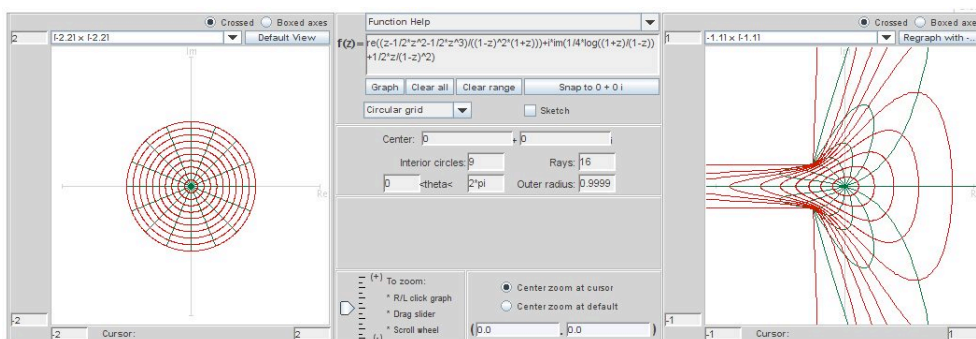 Crossed Boxed axes
2 [-2,2] x [-2,2] Default View
Im
Re
-2
-2 Cursor: 2
Function Help
f(z)= re((z-1/2*z^2-1/2*z^3)/((1-z)^2*(1+z)))+i*im(1/4*log((1+z)/(1-z))
+1/2*z/(1-z)^2)
Graph Clear all Clear range Snap to 0 + 0 i
Circular grid Sketch
Center: 0 + 0 i
Interior circles: 9 Rays: 16
0 <theta< 2*pi Outer radius: 0.9999
(+) To zoom:
* R/L click graph
* Drag slider
* Scroll wheel
(-)
Center zoom at cursor
Center zoom at default
( 0.0 , 0.0 )
Crossed Boxed axes
1 [-1,1] x [-1,1] Regraph with -...
-1
-1 Cursor: 1